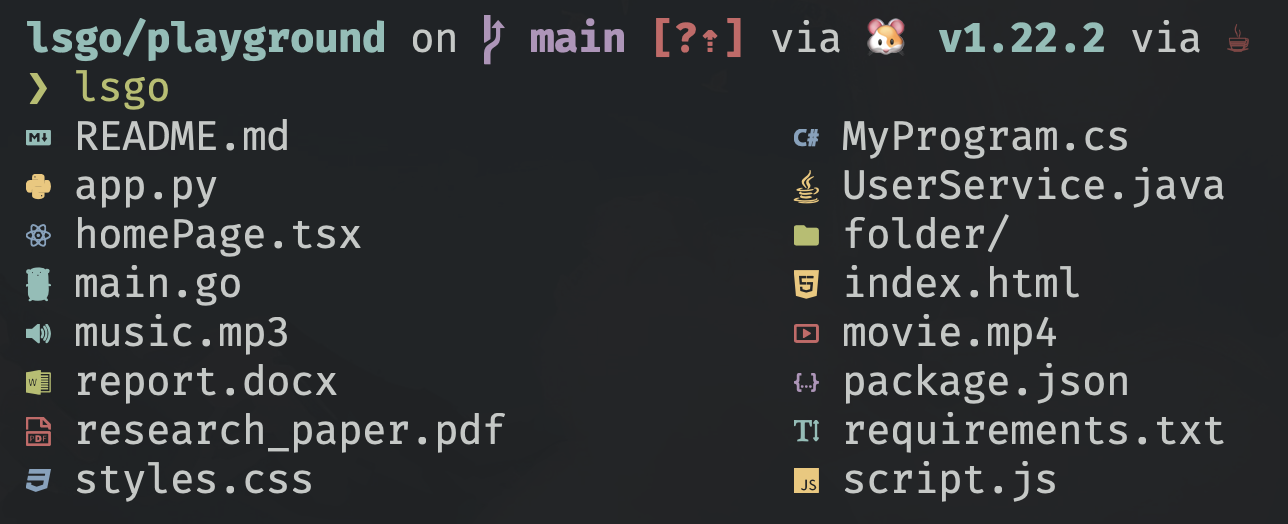 lsgo/playground on main [?⇡] via 🐹 v1.22.2 via ☕
❯ lsgo
README.md MyProgram.cs
app.py UserService.java
homePage.tsx folder/
main.go index.html
music.mp3 movie.mp4
report.docx package.json
research_paper.pdf requirements.txt
styles.css script.js